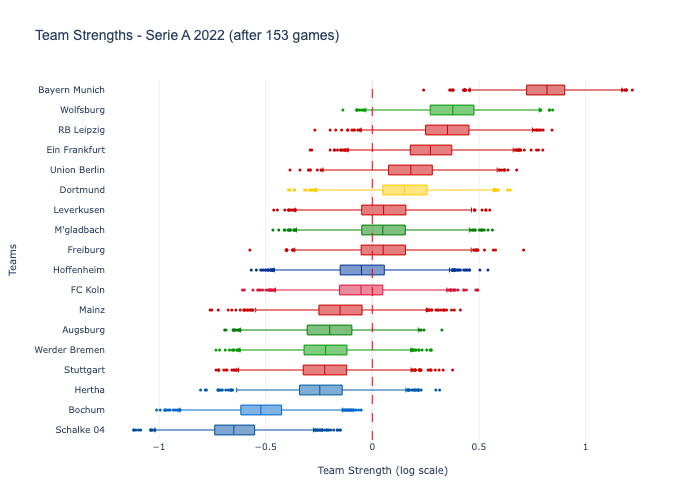 Team Strengths - Serie A 2022 (after 153 games)
Bayern Munich
Wolfsburg
RB Leipzig
Ein Frankfurt
Union Berlin
Dortmund
Leverkusen
M'gladbach
Freiburg
Hoffenheim
FC Koln
Mainz
Augsburg
Werder Bremen
Stuttgart
Hertha
Bochum
Schalke 04
Teams
−1 −0.5 0 0.5 1
Team Strength (log scale)